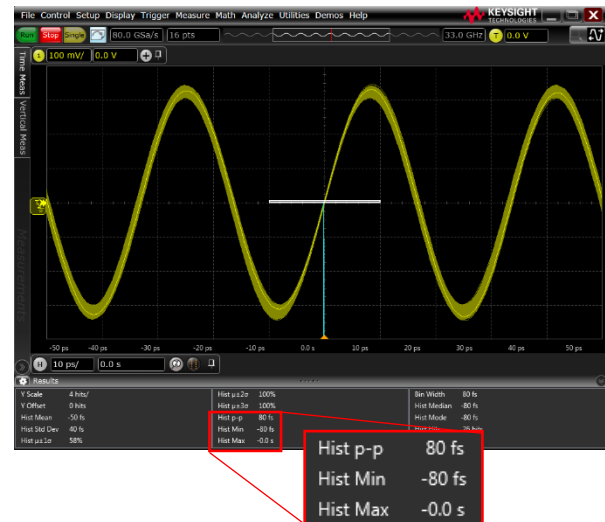 File Control Setup Display Trigger Measure Math Analyze Utilities Demos Help
KEYSIGHT
TECHNOLOGIES
Run Stop Single 80.0 GSa/s 16 pts 33.0 GHz T 0.0 V
1 100 mV/ 0.0 V
Time Meas
Vertical Meas
Measurements
-50 ps -40 ps -30 ps -20 ps -10 ps 0.0 s 10 ps 20 ps 30 ps 40 ps 50 ps
H 10 ps/ 0.0 s
Results
Y Scale 4 hits/ Hist µ±2σ 100% Bin Width 80 fs
Y Offset 0 hits Hist µ±3σ 100% Hist Median -80 fs
Hist Mean -50 fs Hist p-p 80 fs Hist Mode -80 fs
Hist Std Dev 40 fs Hist Min -80 fs
Hist µ±1σ 58% Hist Max -0.0 s
Hist p-p 80 fs
Hist Min -80 fs
Hist Max -0.0 s